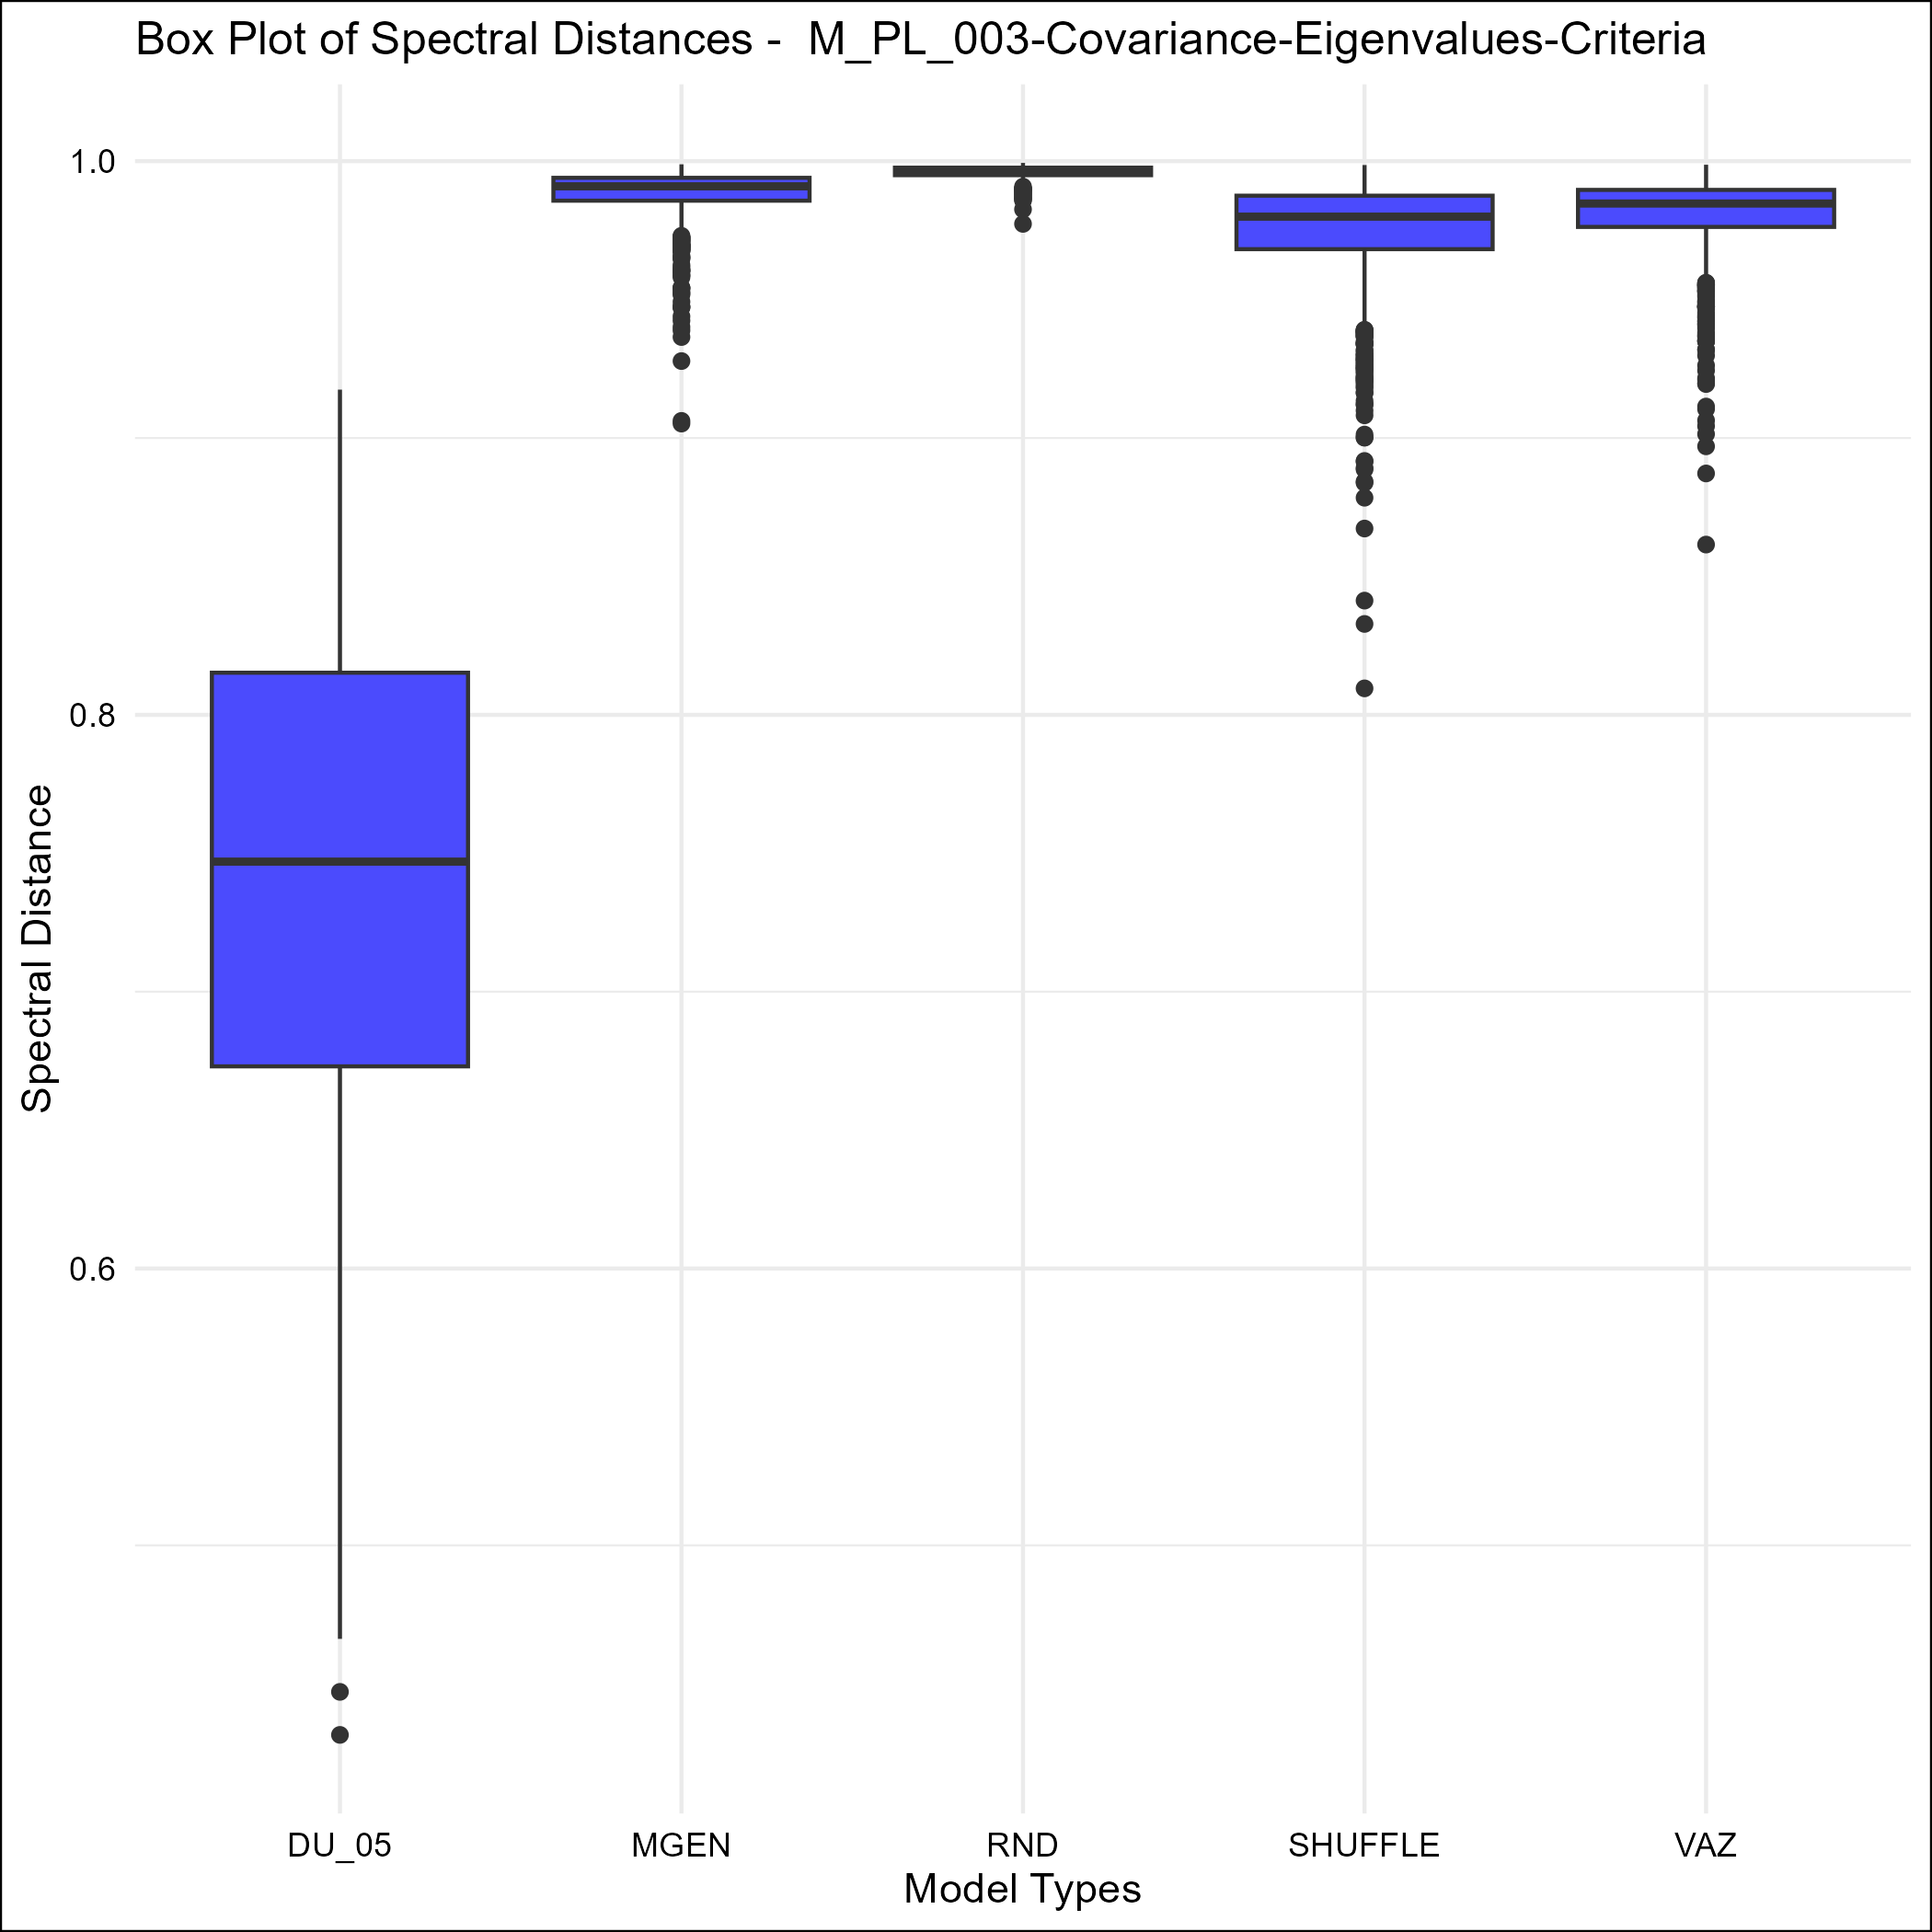 Box Plot of Spectral Distances -  M_PL_003-Covariance-Eigenvalues-Criteria
1.0
0.8
0.6
Spectral Distance
DU_05 MGEN RND SHUFFLE VAZ
Model Types